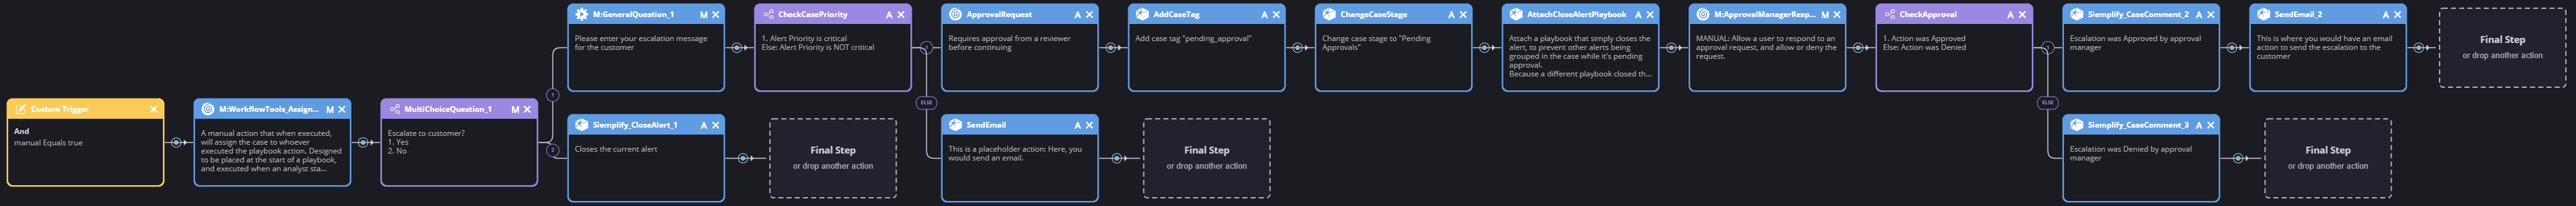 Custom Trigger
And
manual Equals true
M:WorkflowTools_Assign... M
A manual action that when executed,
will assign the case to whoever
executed the playbook action. Designed
to be placed at the start of a playbook,
and executed when an analyst sta...
MultiChoiceQuestion_1 M
Escalate to customer?
1. Yes
2. No
1
2
M:GeneralQuestion_1 M
Please enter your escalation message
for the customer
CheckCasePriority A
1. Alert Priority is critical
Else: Alert Priority is NOT critical
Siemplify_CloseAlert_1 A
Closes the current alert
Final Step
or drop another action
1
ELSE
ApprovalRequest A
Requires approval from a reviewer
before continuing
AddCaseTag A
Add case tag "pending_approval"
ChangeCaseStage A
Change case stage to "Pending
Approvals"
AttachCloseAlertPlaybook A
Attach a playbook that simply closes the
alert, to prevent other alerts being
grouped in the case while it's pending
approval.
Because a different playbook closed th...
M:ApprovalManagerResp... M
MANUAL: Allow a user to respond to an
approval request, and allow or deny the
request.
CheckApproval A
1. Action was Approved
Else: Action was Denied
SendEmail A
This is a placeholder action: Here, you
would send an email.
Final Step
or drop another action
1
ELSE
Siemplify_CaseComment_2 A
Escalation was Approved by approval
manager
SendEmail_2 A
This is where you would have an email
action to send the escalation to the
customer
Final Step
or drop another action
Siemplify_CaseComment_3 A
Escalation was Denied by approval
manager
Final Step
or drop another action